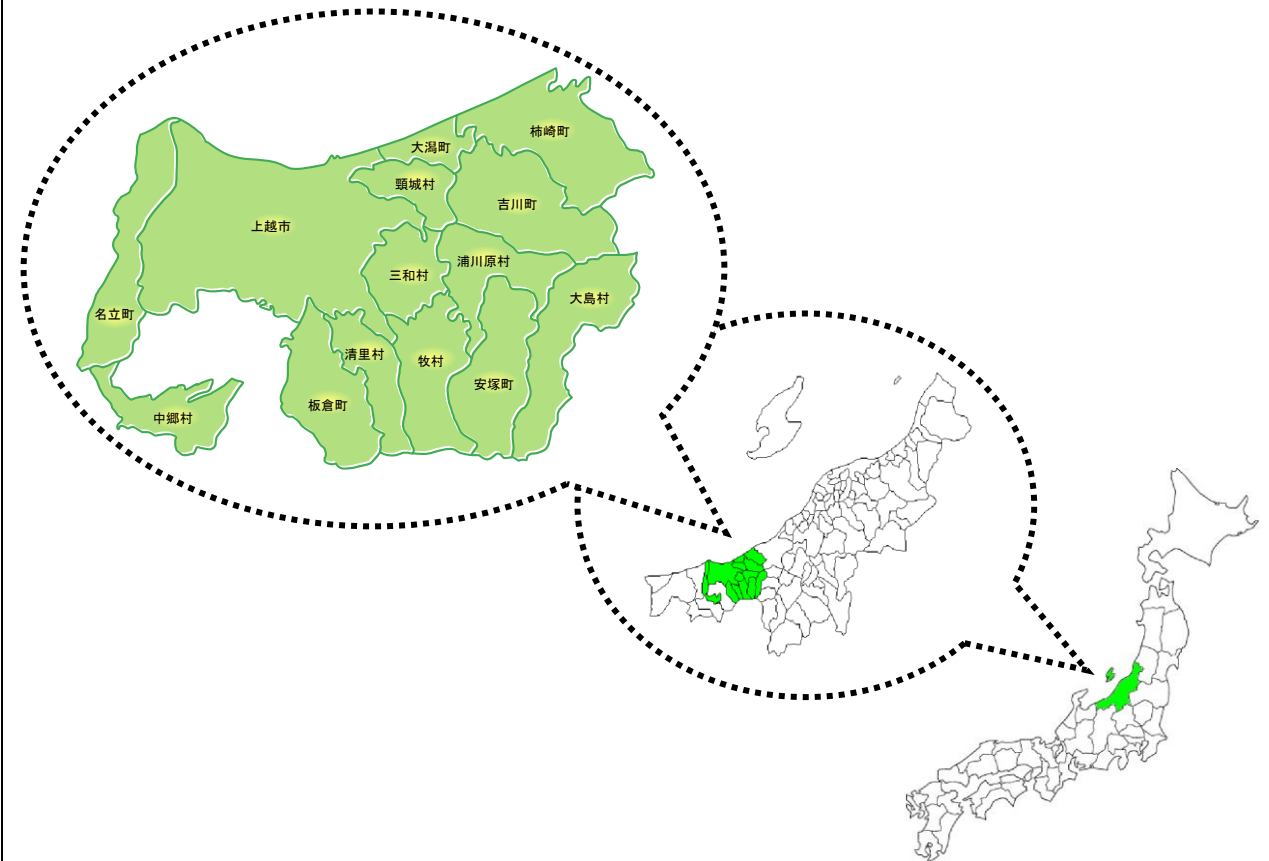 柿崎町
大潟町
頸城村
吉川町
上越市
浦川原村
三和村
大島村
名立町
清里村
牧村
安塚町
板倉町
中郷村